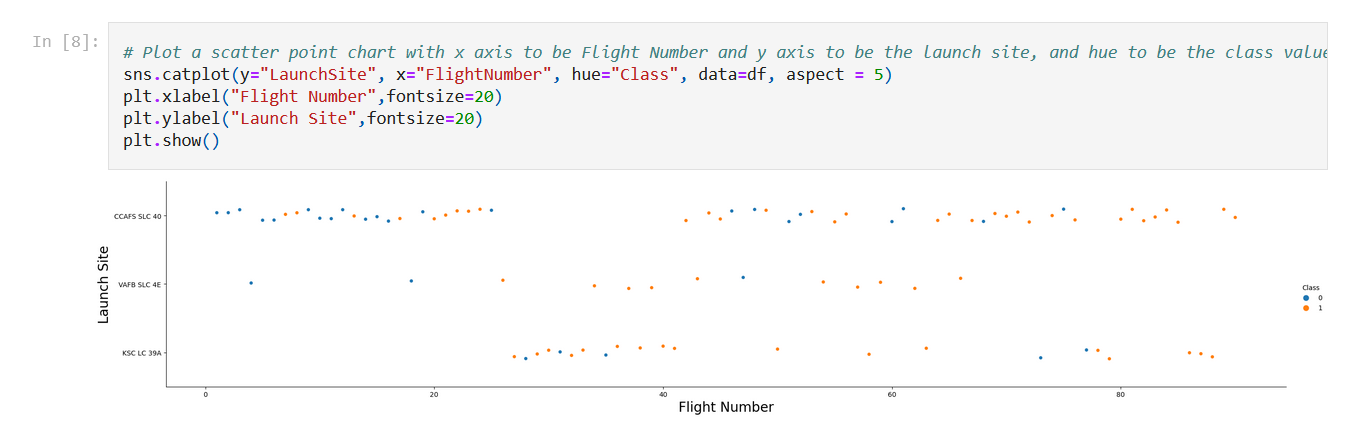 In [8]:
# Plot a scatter point chart with x axis to be Flight Number and y axis to be the launch site, and hue to be the class value
sns.catplot(y="LaunchSite", x="FlightNumber", hue="Class", data=df, aspect = 5)
plt.xlabel("Flight Number",fontsize=20)
plt.ylabel("Launch Site",fontsize=20)
plt.show()
Launch Site
CCAFS SLC 40
VAFB SLC 4E
KSC LC 39A
0 20 40 60 80
Flight Number
Class
0
1